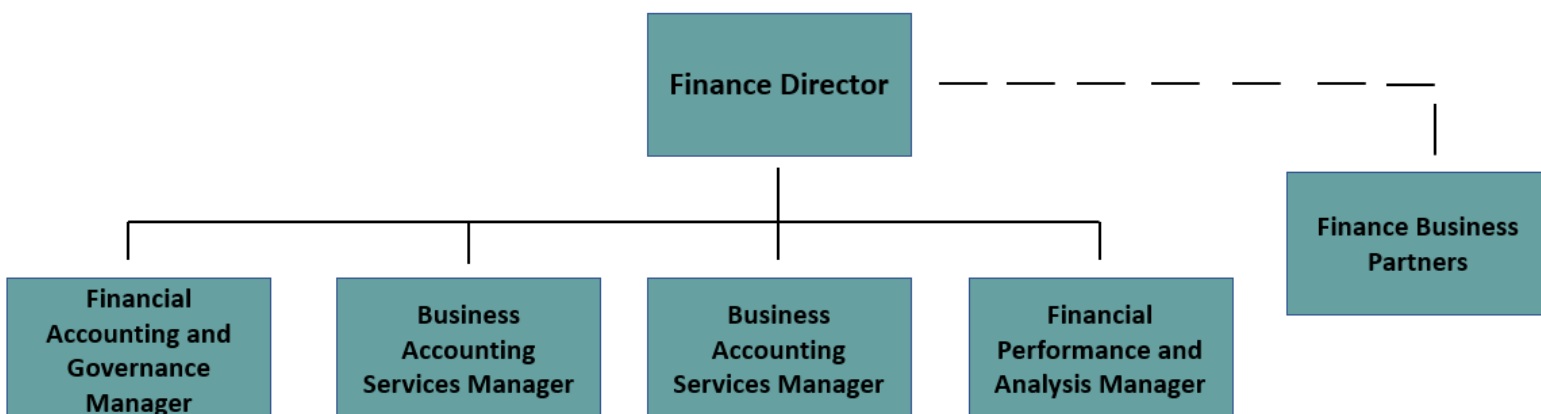 Finance Director
Finance Business
Partners
Financial
Accounting and
Governance
Manager
Business
Accounting
Services Manager
Business
Accounting
Services Manager
Financial
Performance and
Analysis Manager